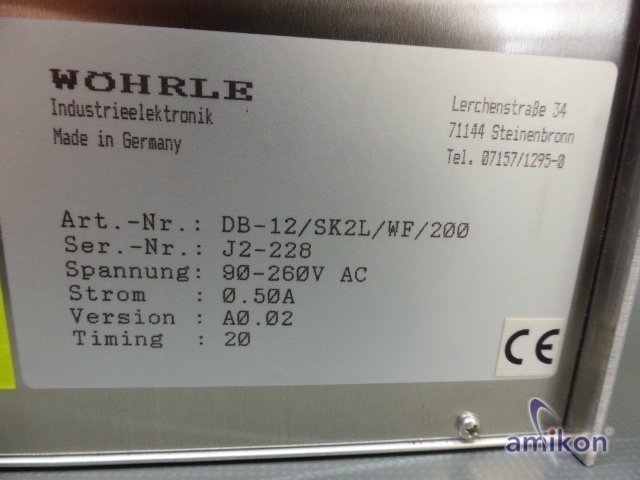 WÖHRLE
Industrieelektronik
Made in Germany
Lerchenstraße 34
71144 Steinenbronn
Tel. 07157/1295-0
Art.-Nr.: DB-12/SK2L/WF/200
Ser.-Nr.: J2-228
Spannung: 90-260V AC
Strom : 0.50A
Version : A0.02
Timing : 20
CE
amikon®